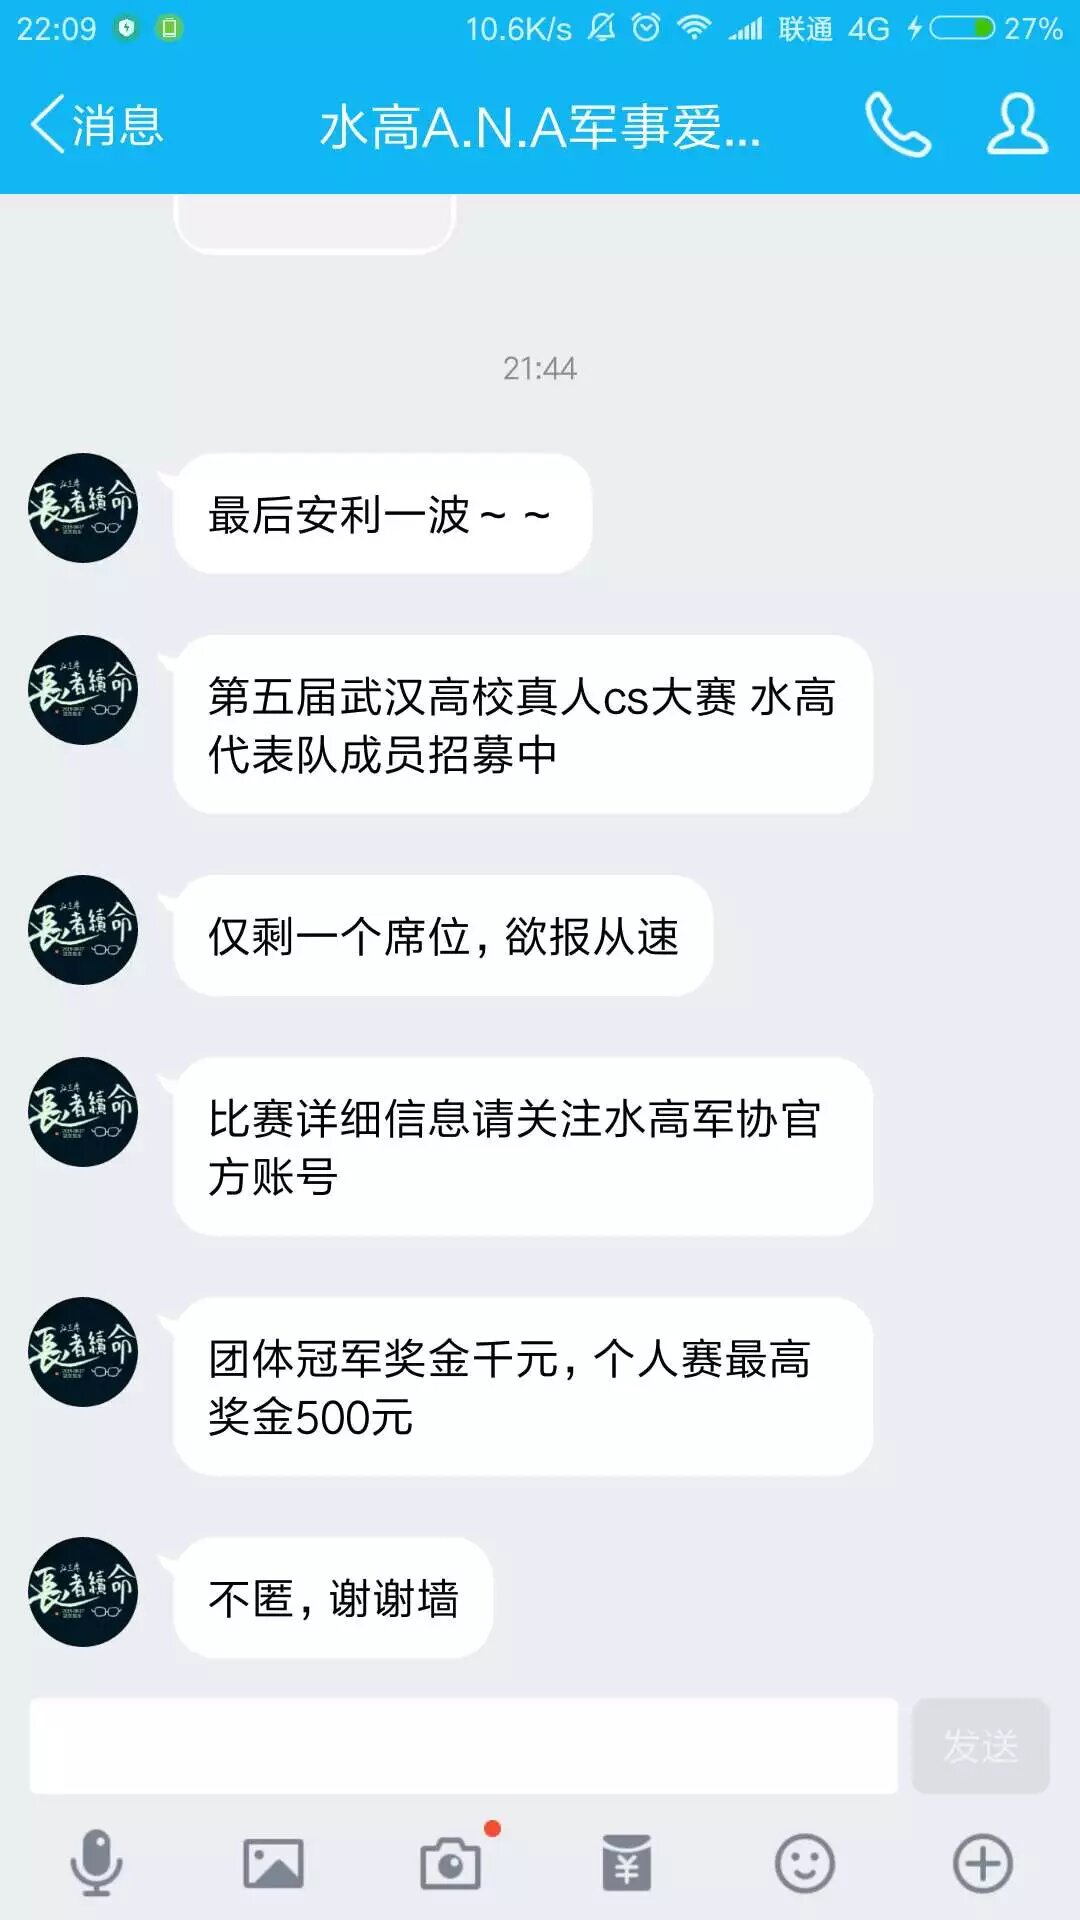 22:09
10.6K/s
联通 4G
27%
消息
水高A.N.A军事爱...
21:44
最后安利一波~ ~
第五届武汉高校真人cs大赛 水高
代表队成员招募中
仅剩一个席位，欲报从速
比赛详细信息请关注水高军协官
方账号
团体冠军奖金千元，个人赛最高
奖金500元
不匿，谢谢墙
发送
長者續命